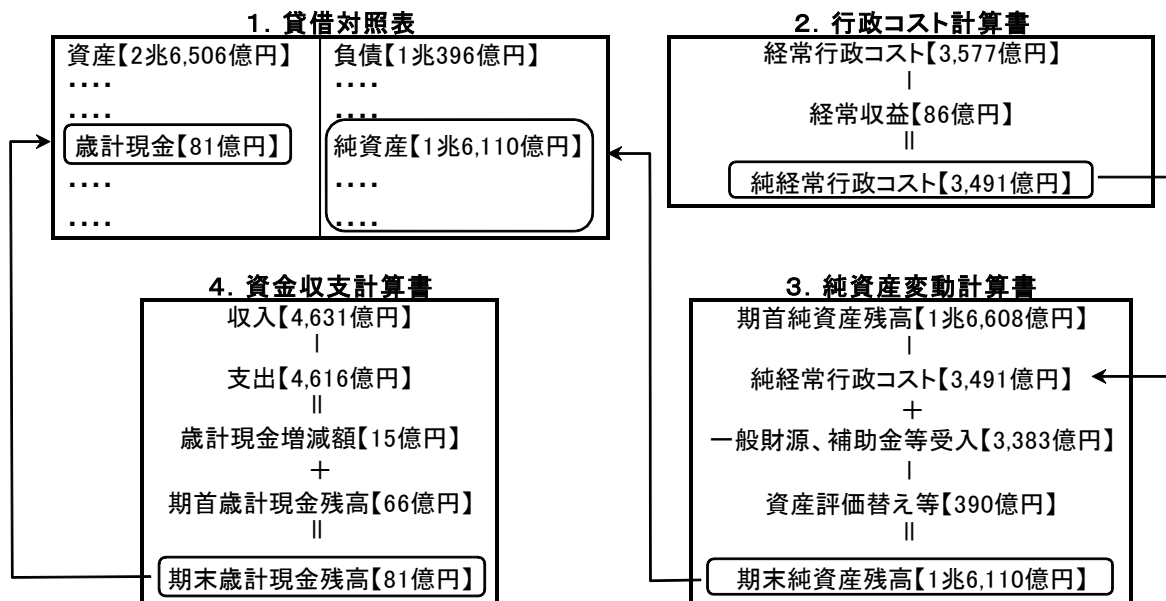 1. 貸借対照表
資産【2兆6,506億円】
‥‥
‥‥
歳計現金【81億円】
‥‥
‥‥
負債【1兆396億円】
‥‥
‥‥
純資産【1兆6,110億円】
‥‥
‥‥
2. 行政コスト計算書
経常行政コスト【3,577億円】
－
経常収益【86億円】
＝
純経常行政コスト【3,491億円】
4. 資金収支計算書
収入【4,631億円】
－
支出【4,616億円】
＝
歳計現金増減額【15億円】
＋
期首歳計現金残高【66億円】
＝
期末歳計現金残高【81億円】
3. 純資産変動計算書
期首純資産残高【1兆6,608億円】
－
純経常行政コスト【3,491億円】
＋
一般財源、補助金等受入【3,383億円】
－
資産評価替え等【390億円】
＝
期末純資産残高【1兆6,110億円】